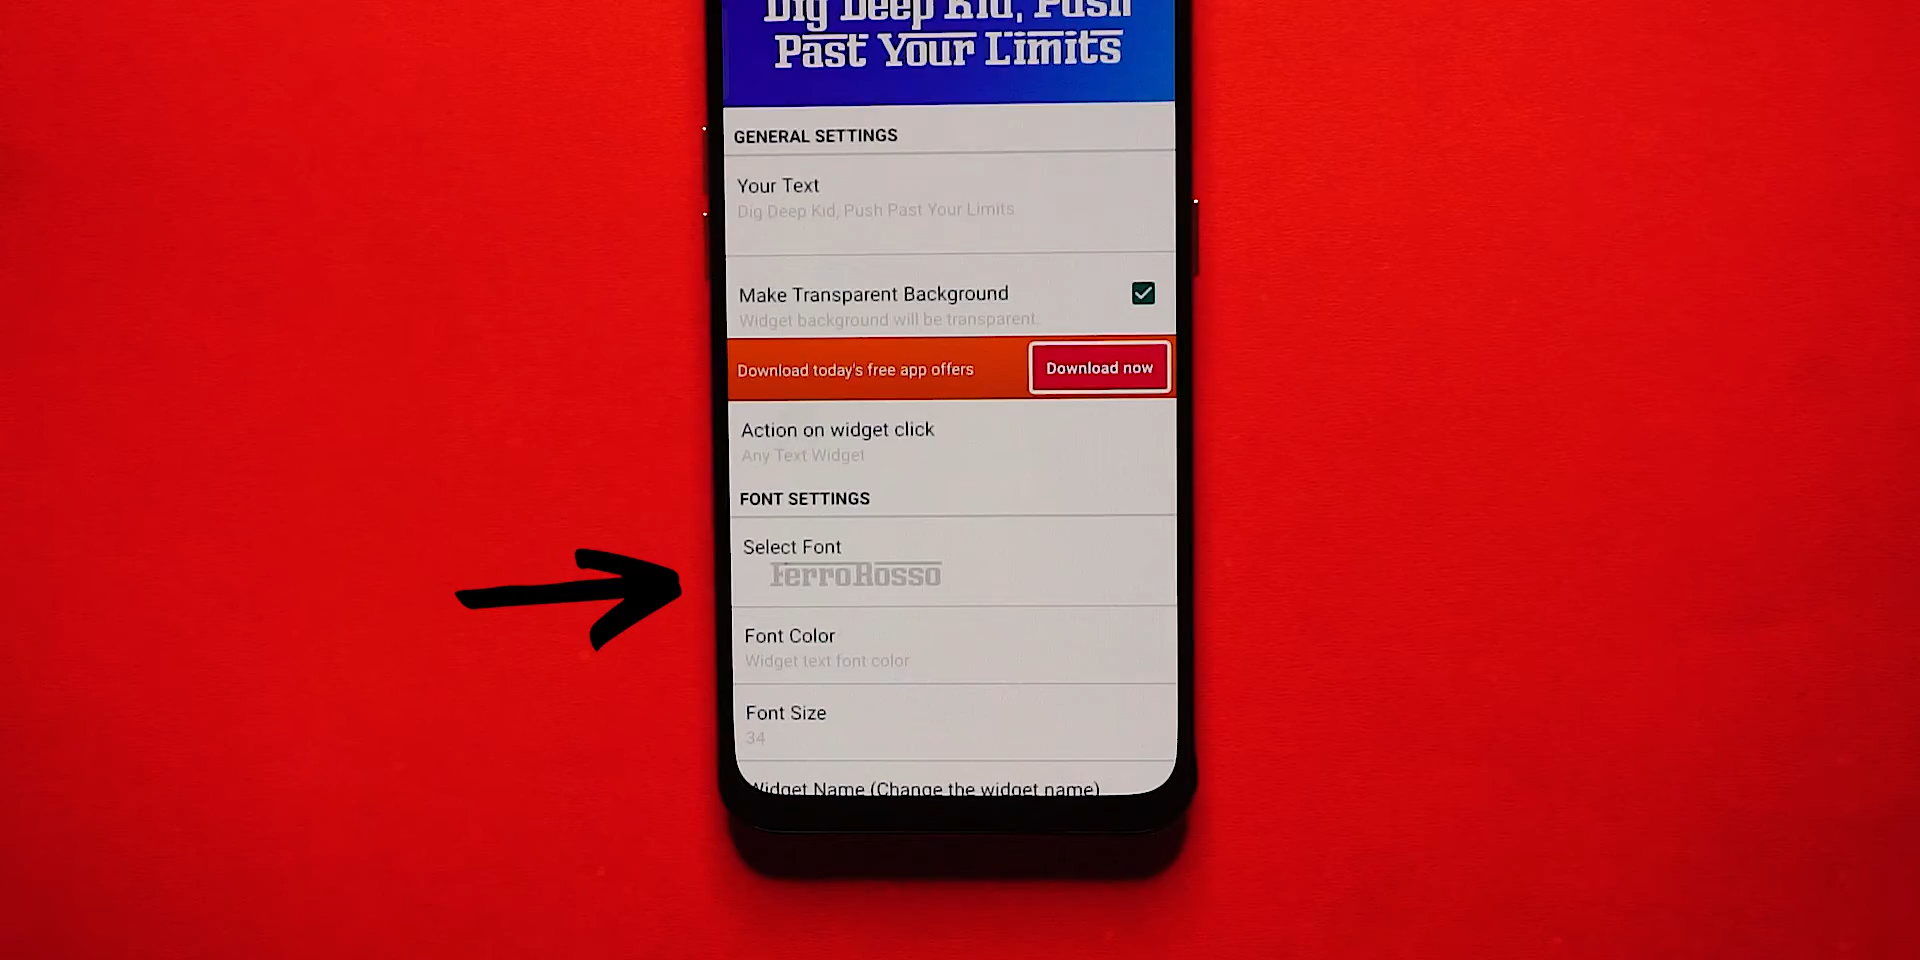 Dig Deep Kid, Push
Past Your Limits
GENERAL SETTINGS
Your Text
Dig Deep Kid, Push Past Your Limits
Make Transparent Background
Widget background will be transparent.
Download today's free app offers
Download now
Action on widget click
Any Text Widget
FONT SETTINGS
Select Font
FerroRosso
Font Color
Widget text font color
Font Size
34
Widget Name (Change the widget name)